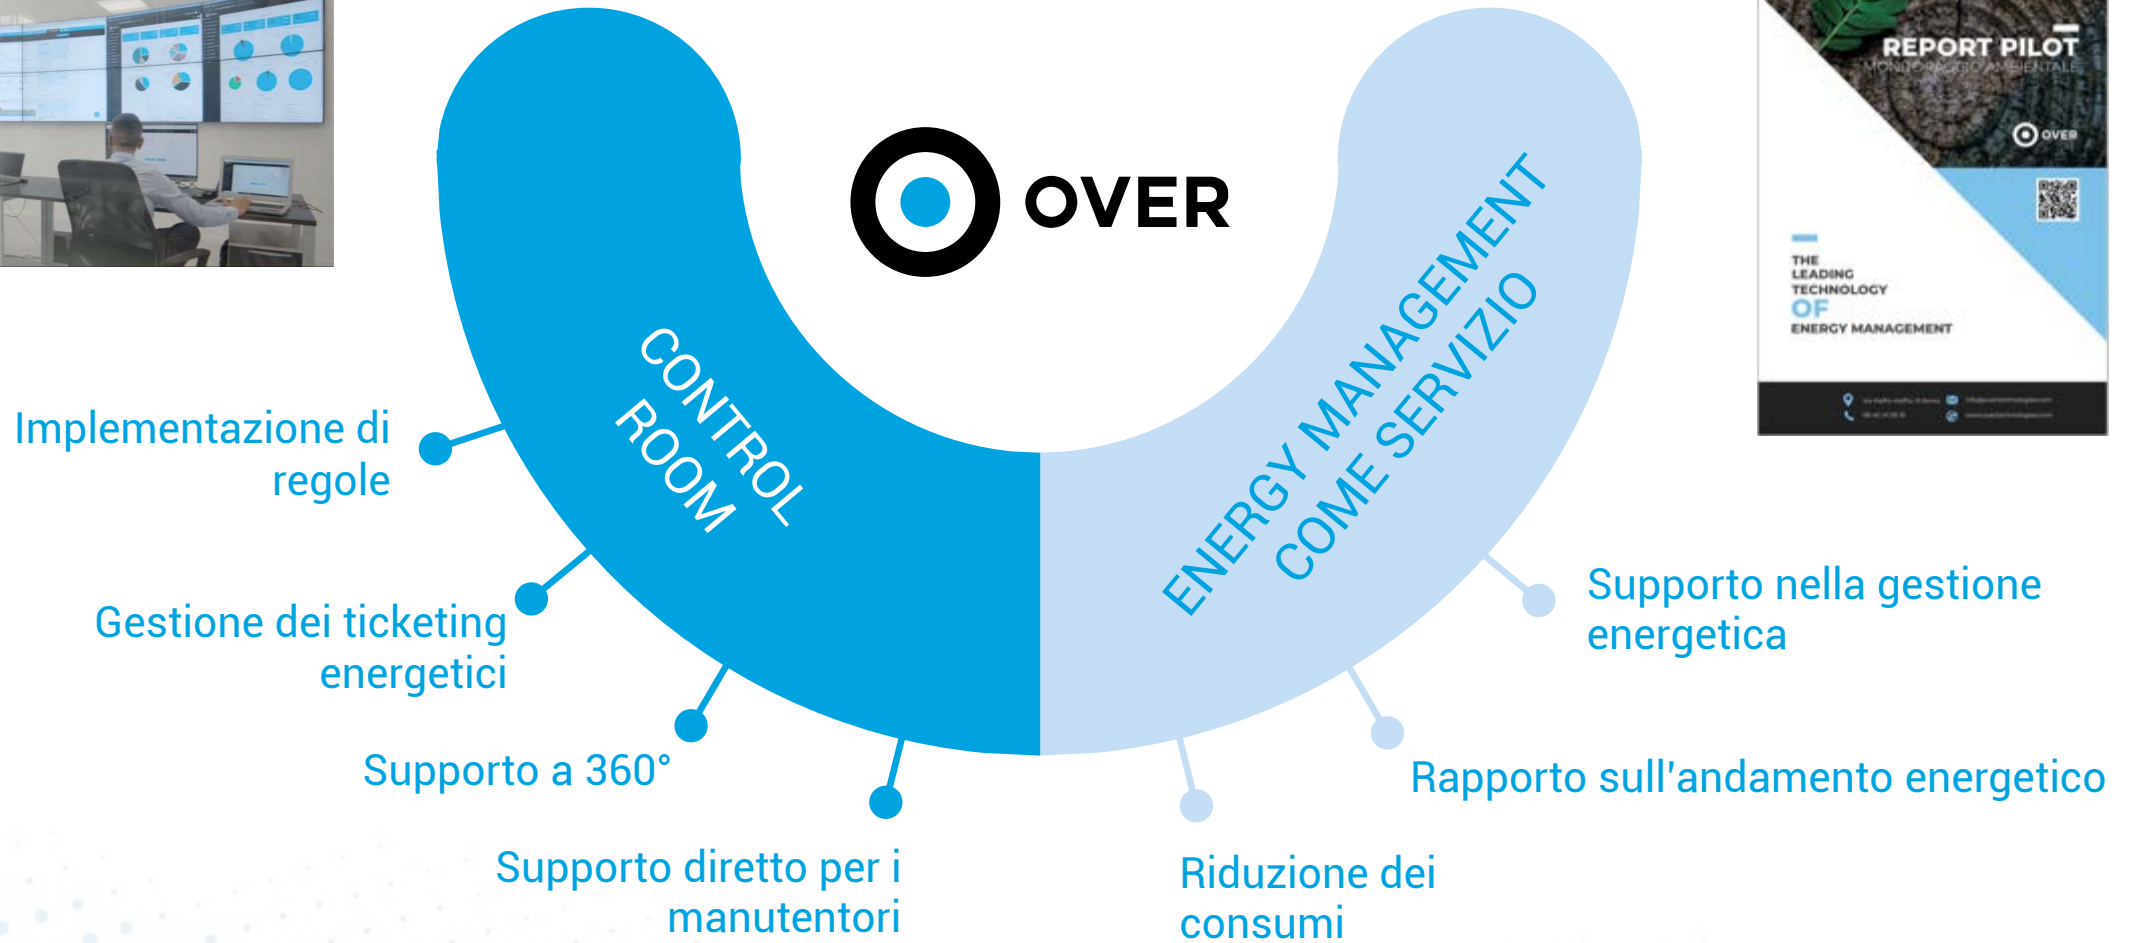 OVER
CONTROL
ROOM
ENERGY MANAGEMENT
COME SERVIZIO
Implementazione di
regole
Gestione dei ticketing
energetici
Supporto a 360°
Supporto diretto per i
manutentori
Supporto nella gestione
energetica
Rapporto sull'andamento energetico
Riduzione dei
consumi
REPORT PILOT
MONITORAGGIO AMBIENTALE
OVER
THE
LEADING
TECHNOLOGY
OF
ENERGY MANAGEMENT